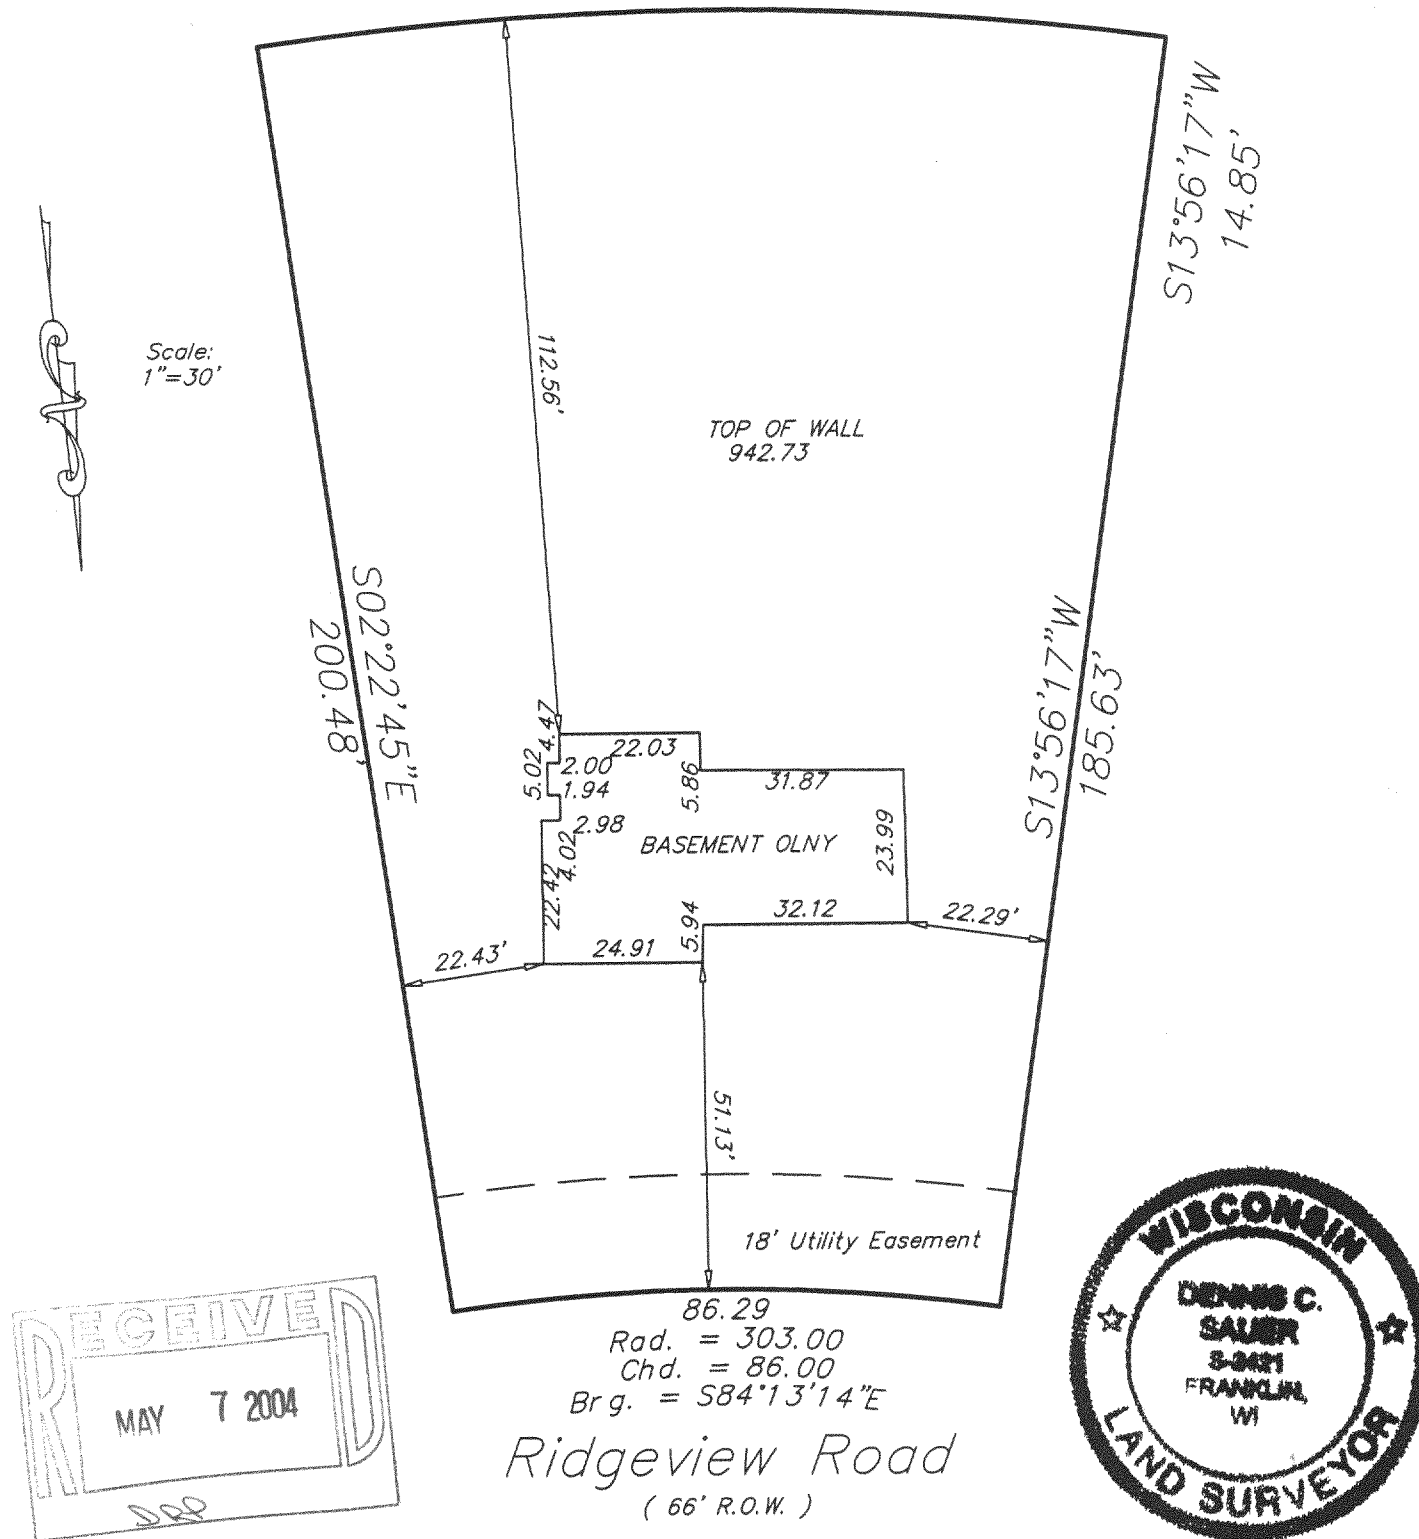 S13°56'17"W
14.85'
Scale:
1"=30'
112.56'
TOP OF WALL
942.73
S02°22'45"E
200.48'
S13°56'17"W
185.63'
4.47
22.03
5.02
2.00
5.86
31.87
1.94
2.98
4.02
BASEMENT OLNY
23.99
22.42
32.12
22.29'
5.94
24.91
22.43'
51.13'
18' Utility Easement
86.29
Rad. = 303.00
Chd. = 86.00
Brg. = S84°13'14"E
Ridgeview Road
( 66' R.O.W. )
RECEIVED
MAY 7 2004
WISCONSIN
DENNIS C.
SAUER
S-2421
FRANKLIN,
WI
LAND SURVEYOR